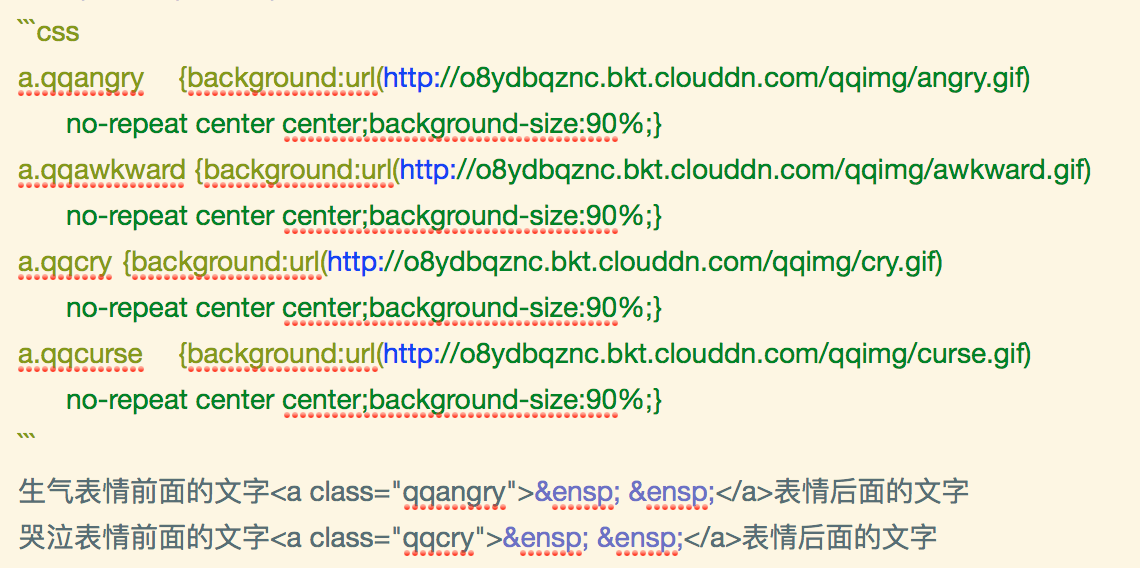 ```css
a.qqangry {background:url(http://o8ydbqznc.bkt.clouddn.com/qqimg/angry.gif)
no-repeat center center;background-size:90%;}
a.qqawkward {background:url(http://o8ydbqznc.bkt.clouddn.com/qqimg/awkward.gif)
no-repeat center center;background-size:90%;}
a.qqcry {background:url(http://o8ydbqznc.bkt.clouddn.com/qqimg/cry.gif)
no-repeat center center;background-size:90%;}
a.qqcurse {background:url(http://o8ydbqznc.bkt.clouddn.com/qqimg/curse.gif)
no-repeat center center;background-size:90%;}
```
生气表情前面的文字<a class="qqangry">&ensp; &ensp;</a>表情后面的文字
哭泣表情前面的文字<a class="qqcry">&ensp; &ensp;</a>表情后面的文字